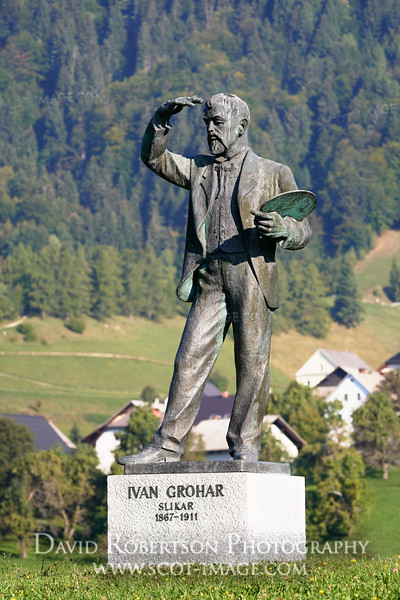 IVAN GROHAR
SLIKAR
1867-1911
DAVID ROBERTSON PHOTOGRAPHY
WWW.SCOT-IMAGE.COM